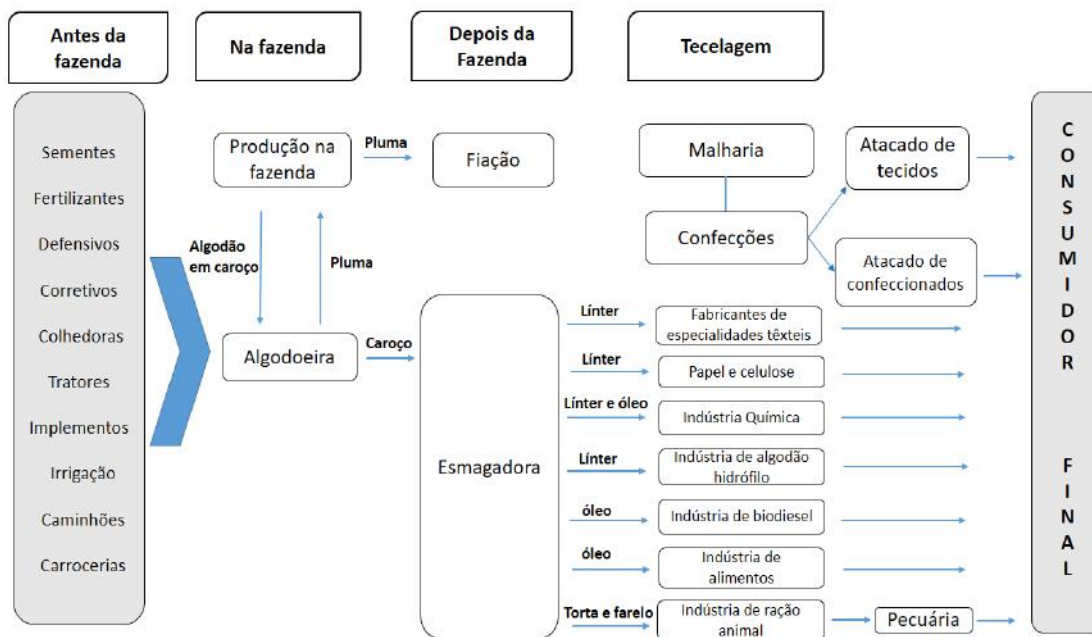 Antes da
fazenda
Na fazenda
Depois da
Fazenda
Tecelagem
Sementes
Fertilizantes
Defensivos
Corretivos
Colhedoras
Tratores
Implementos
Irrigação
Caminhões
Carrocerias
Produção na
fazenda
Pluma
Fiação
Algodão
em caroço
Pluma
Algodoeira
Caroço
Esmagadora
Malharia
Confecções
Atacado de
tecidos
Atacado de
confeccionados
Línter
Fabricantes de
especialidades têxteis
Línter
Papel e celulose
Línter e óleo
Indústria Química
Línter
Indústria de algodão
hidrófilo
óleo
Indústria de biodiesel
óleo
Indústria de
alimentos
Torta e farelo
Indústria de ração
animal
Pecuária
CONSUMIDOR
FINAL